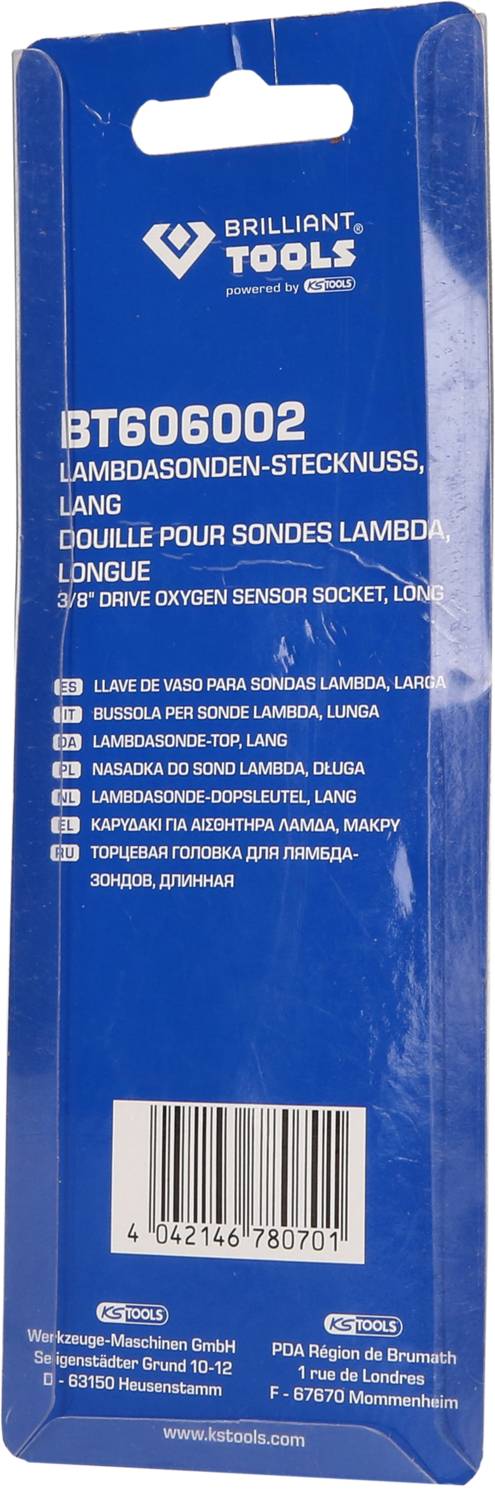 BRILLIANT
TOOLS®
powered by KSTOOLS
BT606002
LAMBDASONDEN-STECKNUSS,
LANG
DOUILLE POUR SONDES LAMBDA,
LONGUE
3/8" DRIVE OXYGEN SENSOR SOCKET, LONG
ES LLAVE DE VASO PARA SONDAS LAMBDA, LARGA
IT BUSSOLA PER SONDE LAMBDA, LUNGA
DA LAMBDASONDE-TOP, LANG
PL NASADKA DO SOND LAMBDA, DŁUGA
NL LAMBDASONDE-DOPSLEUTEL, LANG
EL ΚΑΡΥΔΑΚΙ ΓΙΑ ΑΙΣΘΗΤΗΡΑ ΛΑΜΔΑ, ΜΑΚΡΥ
RU ТОРЦЕВАЯ ГОЛОВКА ДЛЯ ЛЯМБДА-
ЗОНДОВ, ДЛИННАЯ
4 042146 780701
KSTOOLS
Werkzeuge-Maschinen GmbH
Seligenstädter Grund 10-12
D - 63150 Heusenstamm
KSTOOLS
PDA Région de Brumath
1 rue de Londres
F - 67670 Mommenheim
www.kstools.com